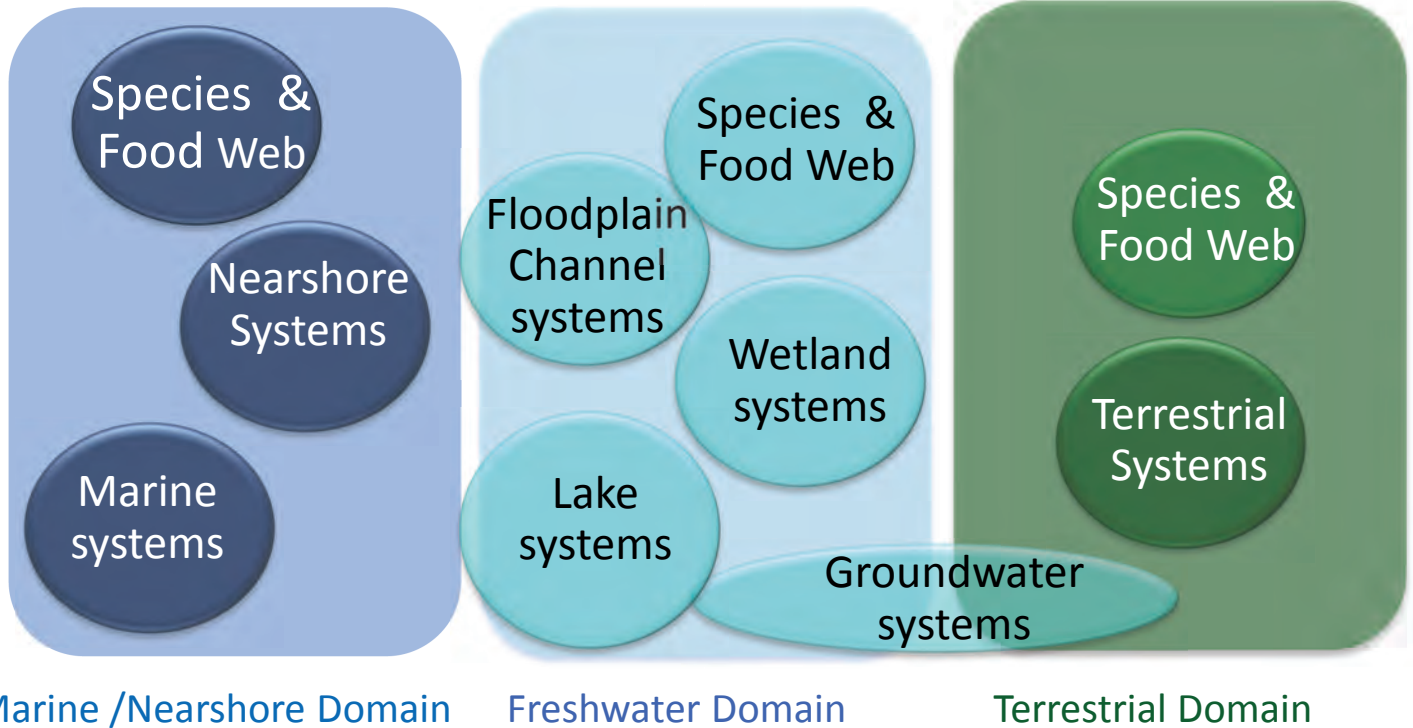 Species &
Food Web
Nearshore
Systems
Marine
systems
Species &
Food Web
Floodplain
Channel
systems
Wetland
systems
Lake
systems
Groundwater
systems
Species &
Food Web
Terrestrial
Systems
Marine /Nearshore Domain
Freshwater Domain
Terrestrial Domain